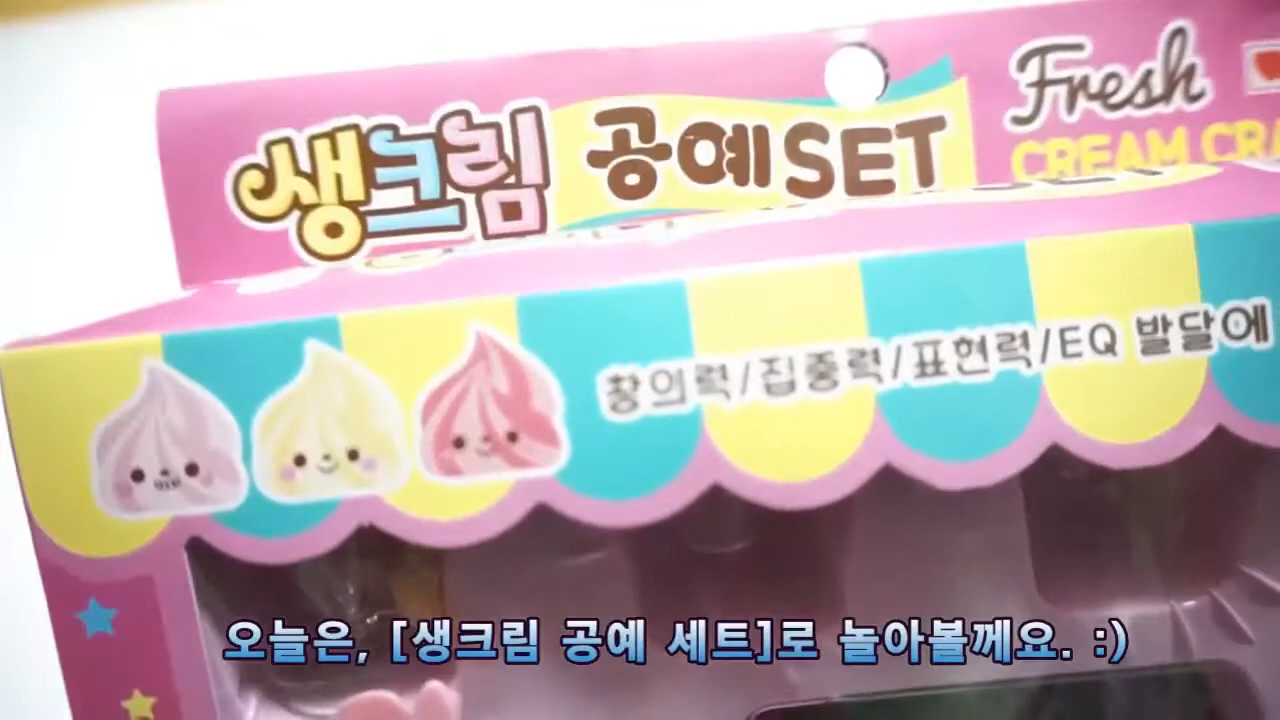 생크림 공예SET
Fresh
CREAM
창의력/집중력/표현력/EQ 발달에
오늘은, [생크림 공예 세트]로 놀아볼께요. :)